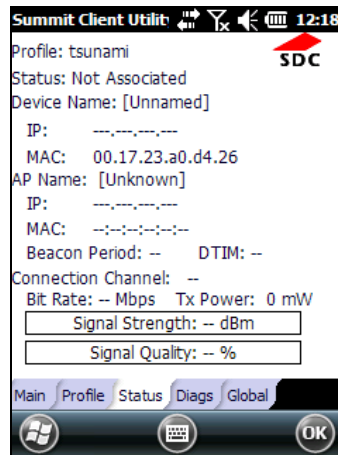 Summit Client Utilit 12:18
Profile: tsunami
SDC
Status: Not Associated
Device Name: [Unnamed]
IP: ---.---.---.---
MAC: 00.17.23.a0.d4.26
AP Name: [Unknown]
IP: ---.---.---.---
MAC: --:--:--:--:--:--
Beacon Period: -- DTIM: --
Connection Channel: --
Bit Rate: -- Mbps Tx Power: 0 mW
Signal Strength: -- dBm
Signal Quality: -- %
Main Profile Status Diags Global
OK